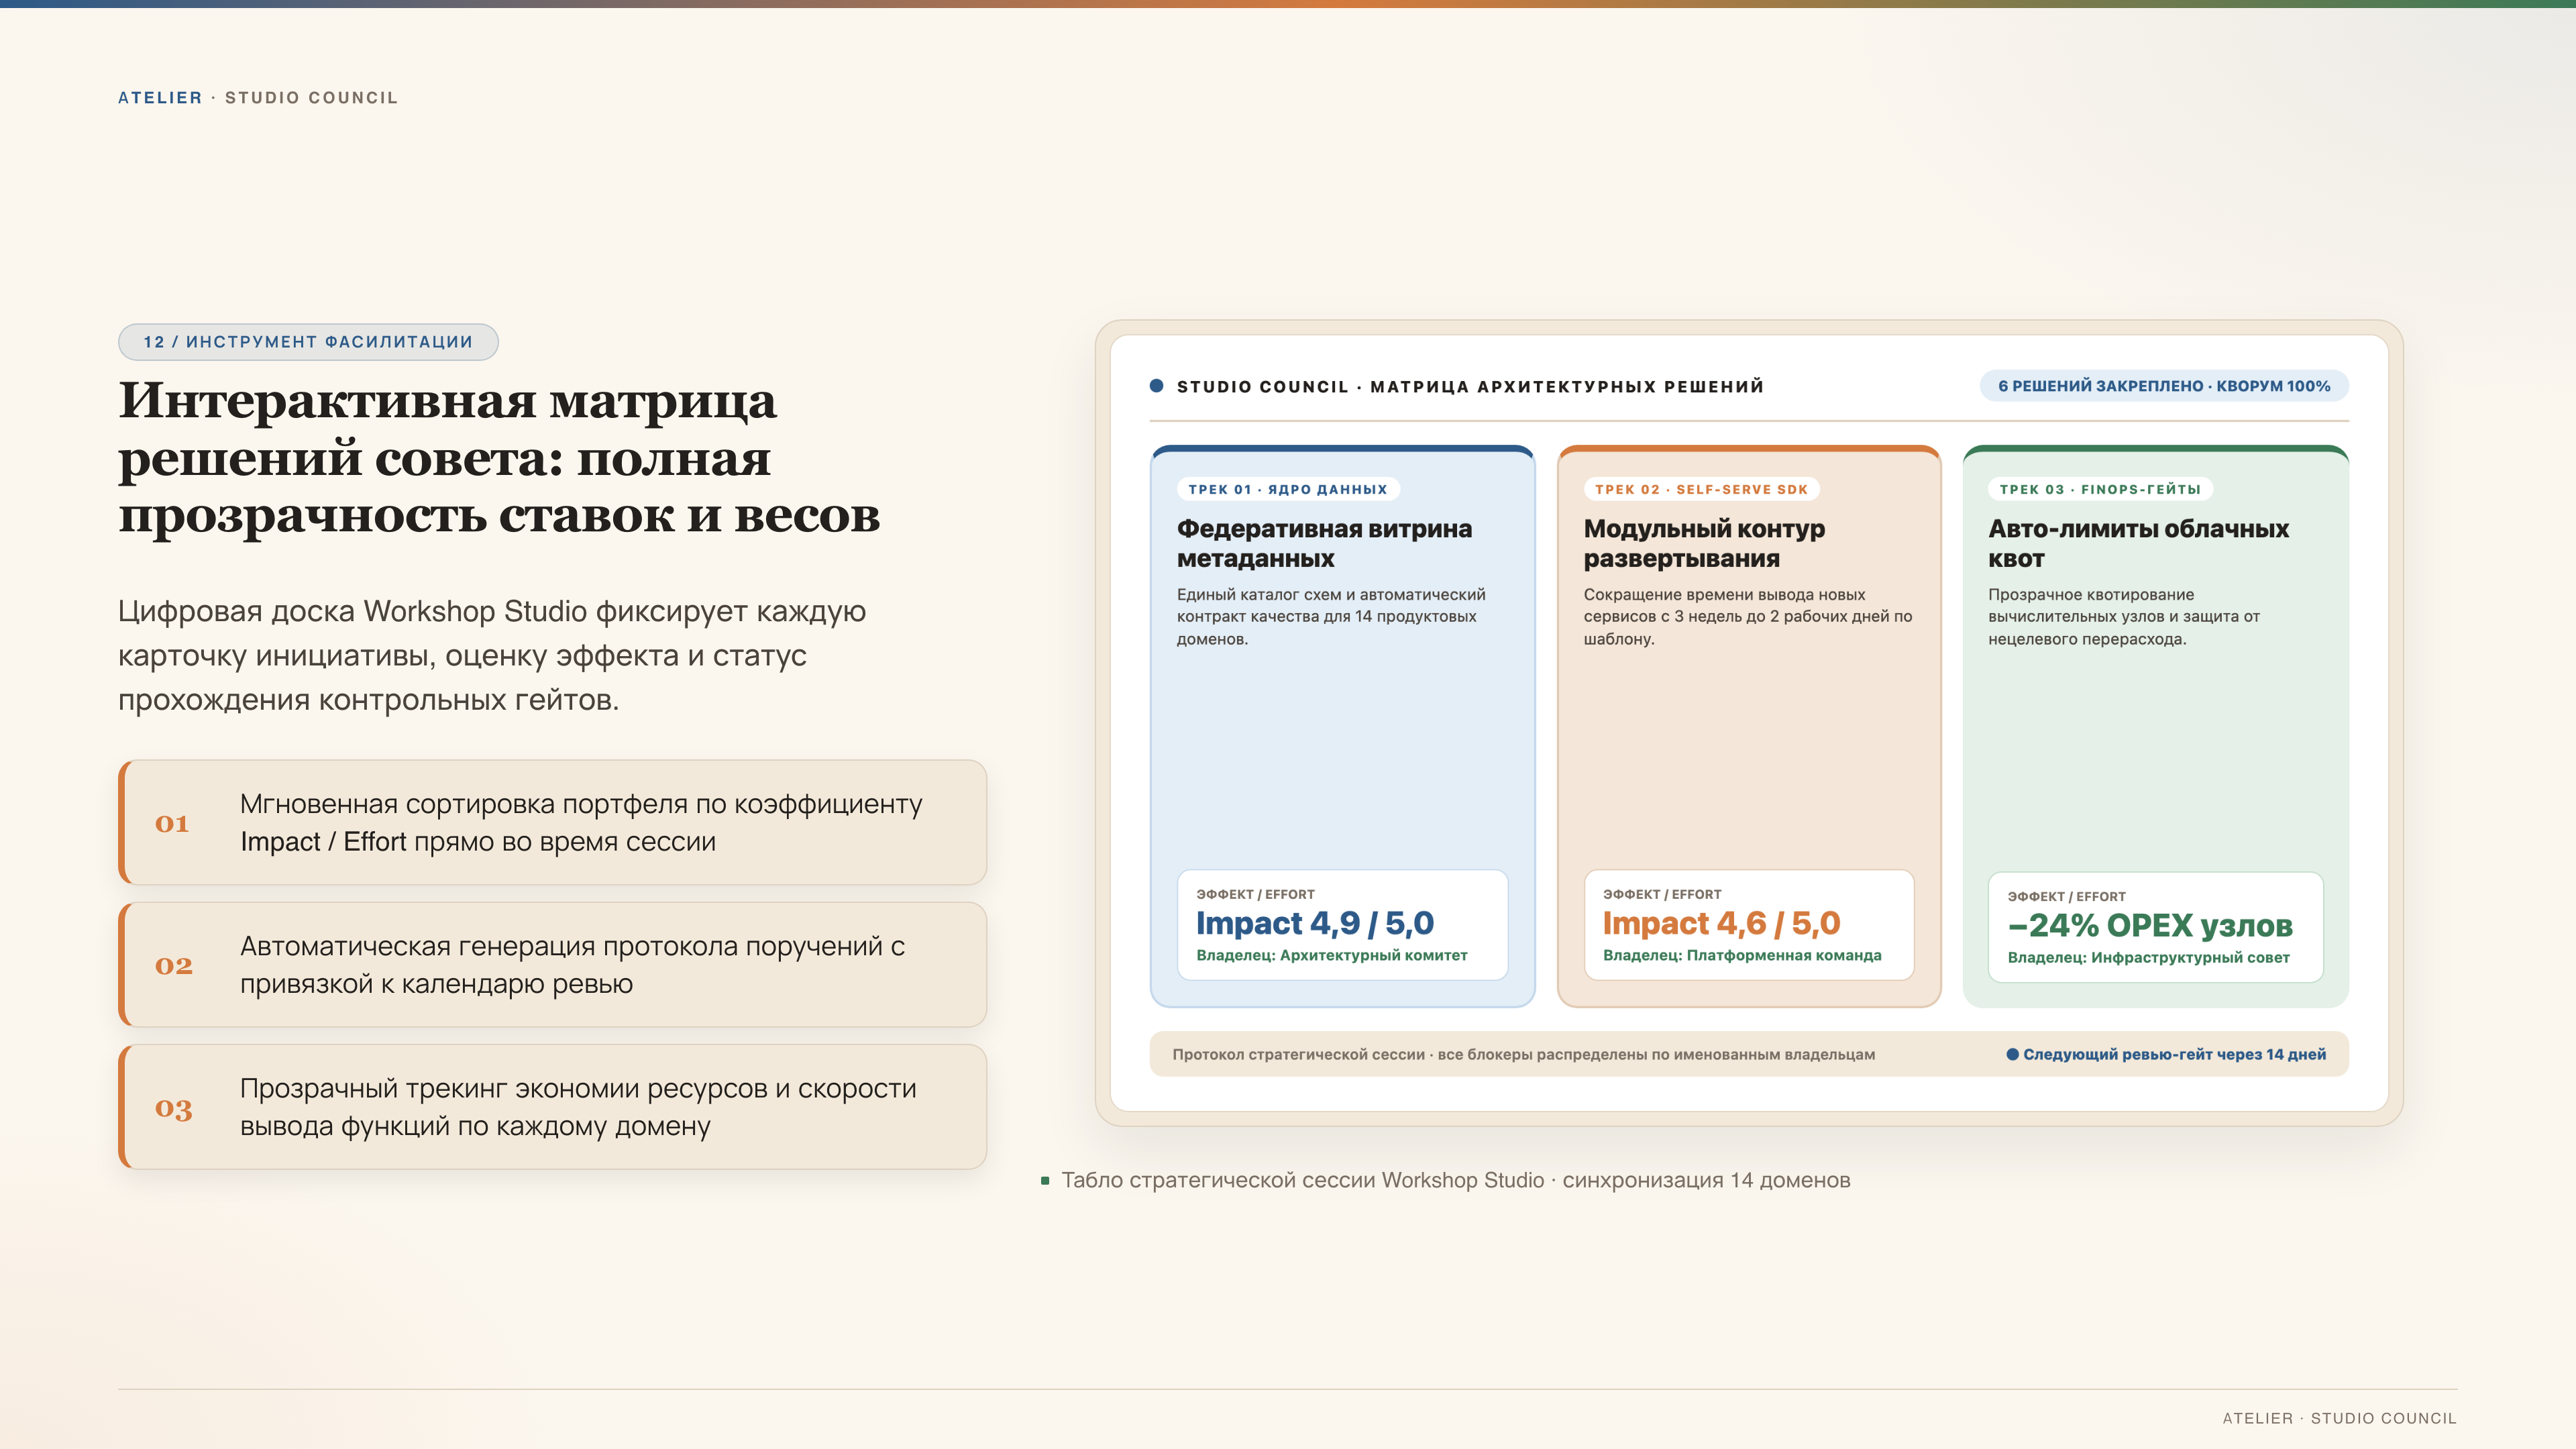 ATELIER · STUDIO COUNCIL
12 / ИНСТРУМЕНТ ФАСИЛИТАЦИИ
Интерактивная матрица
решений совета: полная
прозрачность ставок и весов
Цифровая доска Workshop Studio фиксирует каждую
карточку инициативы, оценку эффекта и статус
прохождения контрольных гейтов.
01
Мгновенная сортировка портфеля по коэффициенту
Impact / Effort прямо во время сессии
02
Автоматическая генерация протокола поручений с
привязкой к календарю ревью
03
Прозрачный трекинг экономии ресурсов и скорости
вывода функций по каждому домену
STUDIO COUNCIL · МАТРИЦА АРХИТЕКТУРНЫХ РЕШЕНИЙ
6 РЕШЕНИЙ ЗАКРЕПЛЕНО · КВОРУМ 100%
ТРЕК 01 · ЯДРО ДАННЫХ
Федеративная витрина
метаданных
Единый каталог схем и автоматический
контракт качества для 14 продуктовых
доменов.
ЭФФЕКТ / EFFORT
Impact 4,9 / 5,0
Владелец: Архитектурный комитет
ТРЕК 02 · SELF-SERVE SDK
Модульный контур
развертывания
Сокращение времени вывода новых
сервисов с 3 недель до 2 рабочих дней по
шаблону.
ЭФФЕКТ / EFFORT
Impact 4,6 / 5,0
Владелец: Платформенная команда
ТРЕК 03 · FINOPS-ГЕЙТЫ
Авто-лимиты облачных
квот
Прозрачное квотирование
вычислительных узлов и защита от
нецелевого перерасхода.
ЭФФЕКТ / EFFORT
−24% OPEX узлов
Владелец: Инфраструктурный совет
Протокол стратегической сессии · все блокеры распределены по именованным владельцам
Следующий ревью-гейт через 14 дней
Табло стратегической сессии Workshop Studio · синхронизация 14 доменов
ATELIER · STUDIO COUNCIL